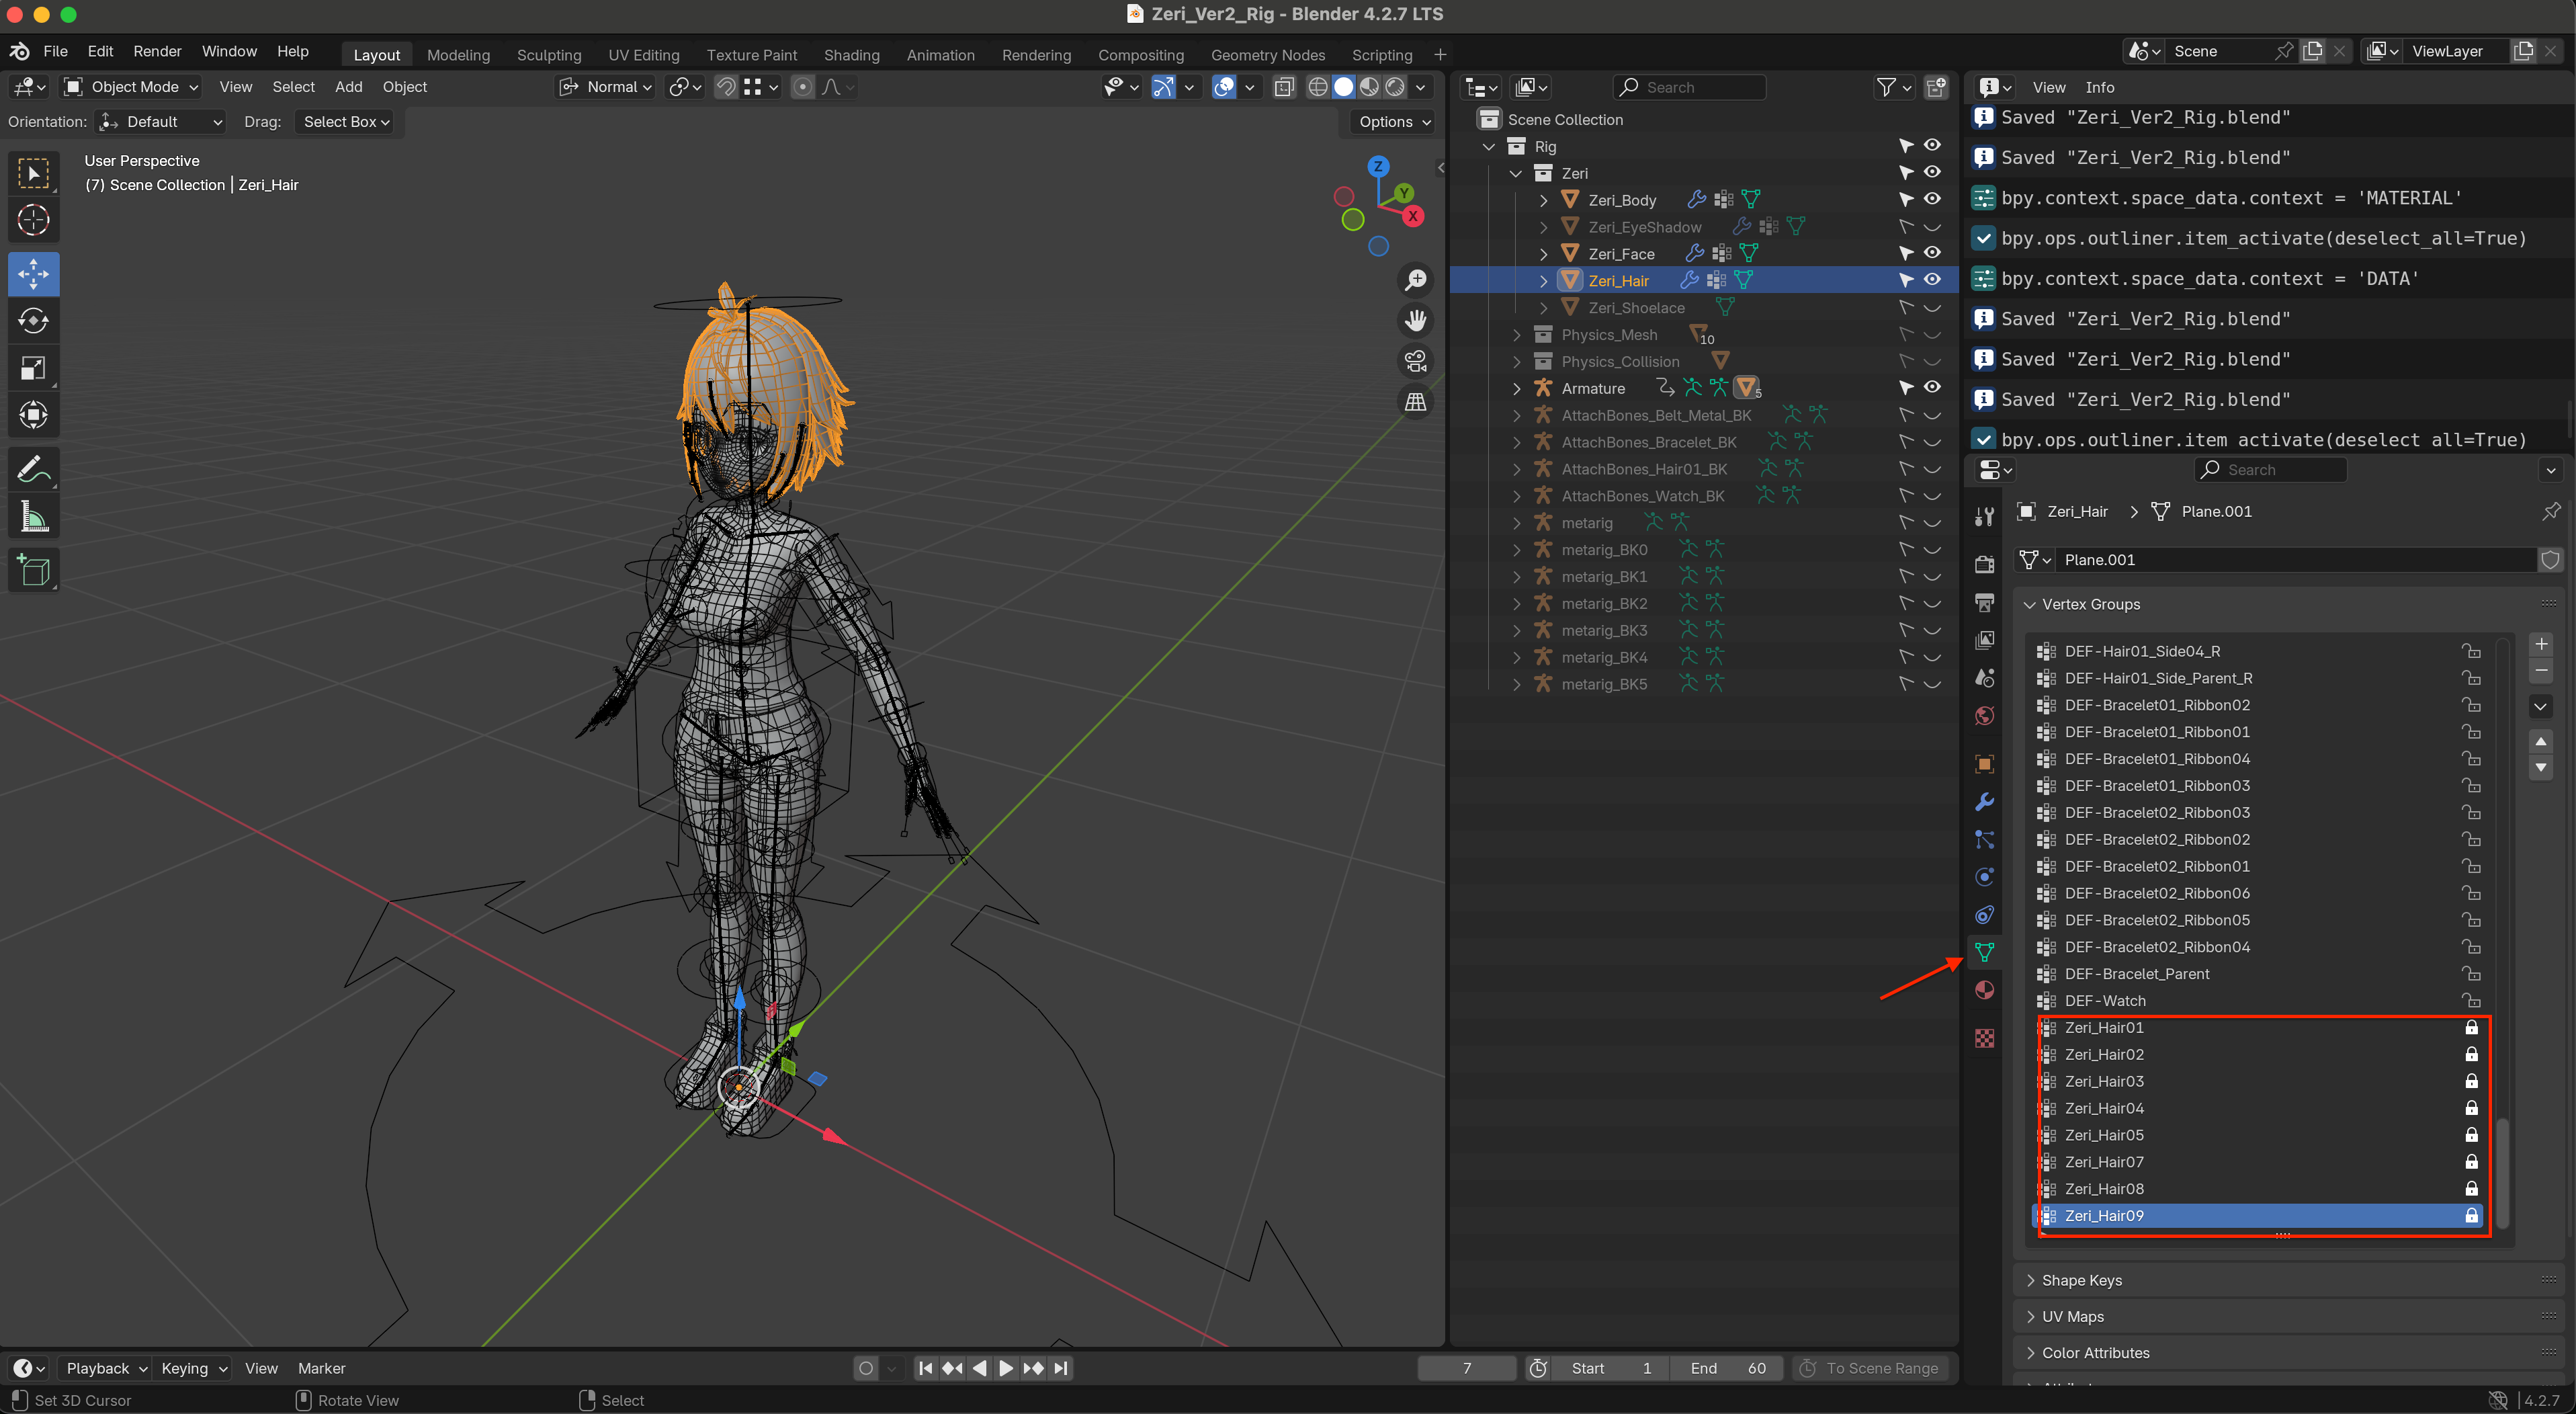 Zeri_Ver2_Rig - Blender 4.2.7 LTS
File Edit Render Window Help
Layout Modeling Sculpting UV Editing Texture Paint Shading Animation Rendering Compositing Geometry Nodes Scripting +
Scene
ViewLayer
Object Mode View Select Add Object
Normal
Orientation: Default Drag: Select Box
Options
User Perspective
(7) Scene Collection | Zeri_Hair
Z
Y
X
Search
Scene Collection
Rig
Zeri
Zeri_Body
Zeri_EyeShadow
Zeri_Face
Zeri_Hair
Zeri_Shoelace
Physics_Mesh 10
Physics_Collision
Armature 5
AttachBones_Belt_Metal_BK
AttachBones_Bracelet_BK
AttachBones_Hair01_BK
AttachBones_Watch_BK
metarig
metarig_BK0
metarig_BK1
metarig_BK2
metarig_BK3
metarig_BK4
metarig_BK5
View Info
Saved "Zeri_Ver2_Rig.blend"
Saved "Zeri_Ver2_Rig.blend"
bpy.context.space_data.context = 'MATERIAL'
bpy.ops.outliner.item_activate(deselect_all=True)
bpy.context.space_data.context = 'DATA'
Saved "Zeri_Ver2_Rig.blend"
Saved "Zeri_Ver2_Rig.blend"
Saved "Zeri_Ver2_Rig.blend"
bpy.ops.outliner.item_activate(deselect_all=True)
Search
Zeri_Hair > Plane.001
Plane.001
Vertex Groups
DEF-Hair01_Side04_R
DEF-Hair01_Side_Parent_R
DEF-Bracelet01_Ribbon02
DEF-Bracelet01_Ribbon01
DEF-Bracelet01_Ribbon04
DEF-Bracelet01_Ribbon03
DEF-Bracelet02_Ribbon03
DEF-Bracelet02_Ribbon02
DEF-Bracelet02_Ribbon01
DEF-Bracelet02_Ribbon06
DEF-Bracelet02_Ribbon05
DEF-Bracelet02_Ribbon04
DEF-Bracelet_Parent
DEF-Watch
Zeri_Hair01
Zeri_Hair02
Zeri_Hair03
Zeri_Hair04
Zeri_Hair05
Zeri_Hair07
Zeri_Hair08
Zeri_Hair09
Shape Keys
UV Maps
Color Attributes
Playback Keying View Marker
7
Start 1 End 60
To Scene Range
Set 3D Cursor
Rotate View
Select
4.2.7